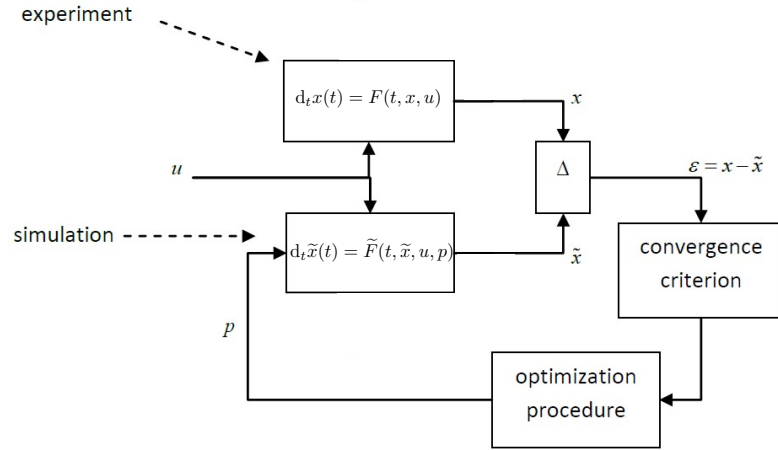 experiment
d_t x(t) = F(t, x, u)
x
u
Δ
ε = x − x̃
simulation
d_t x̃(t) = F̃(t, x̃, u, p)
x̃
convergence
criterion
p
optimization
procedure